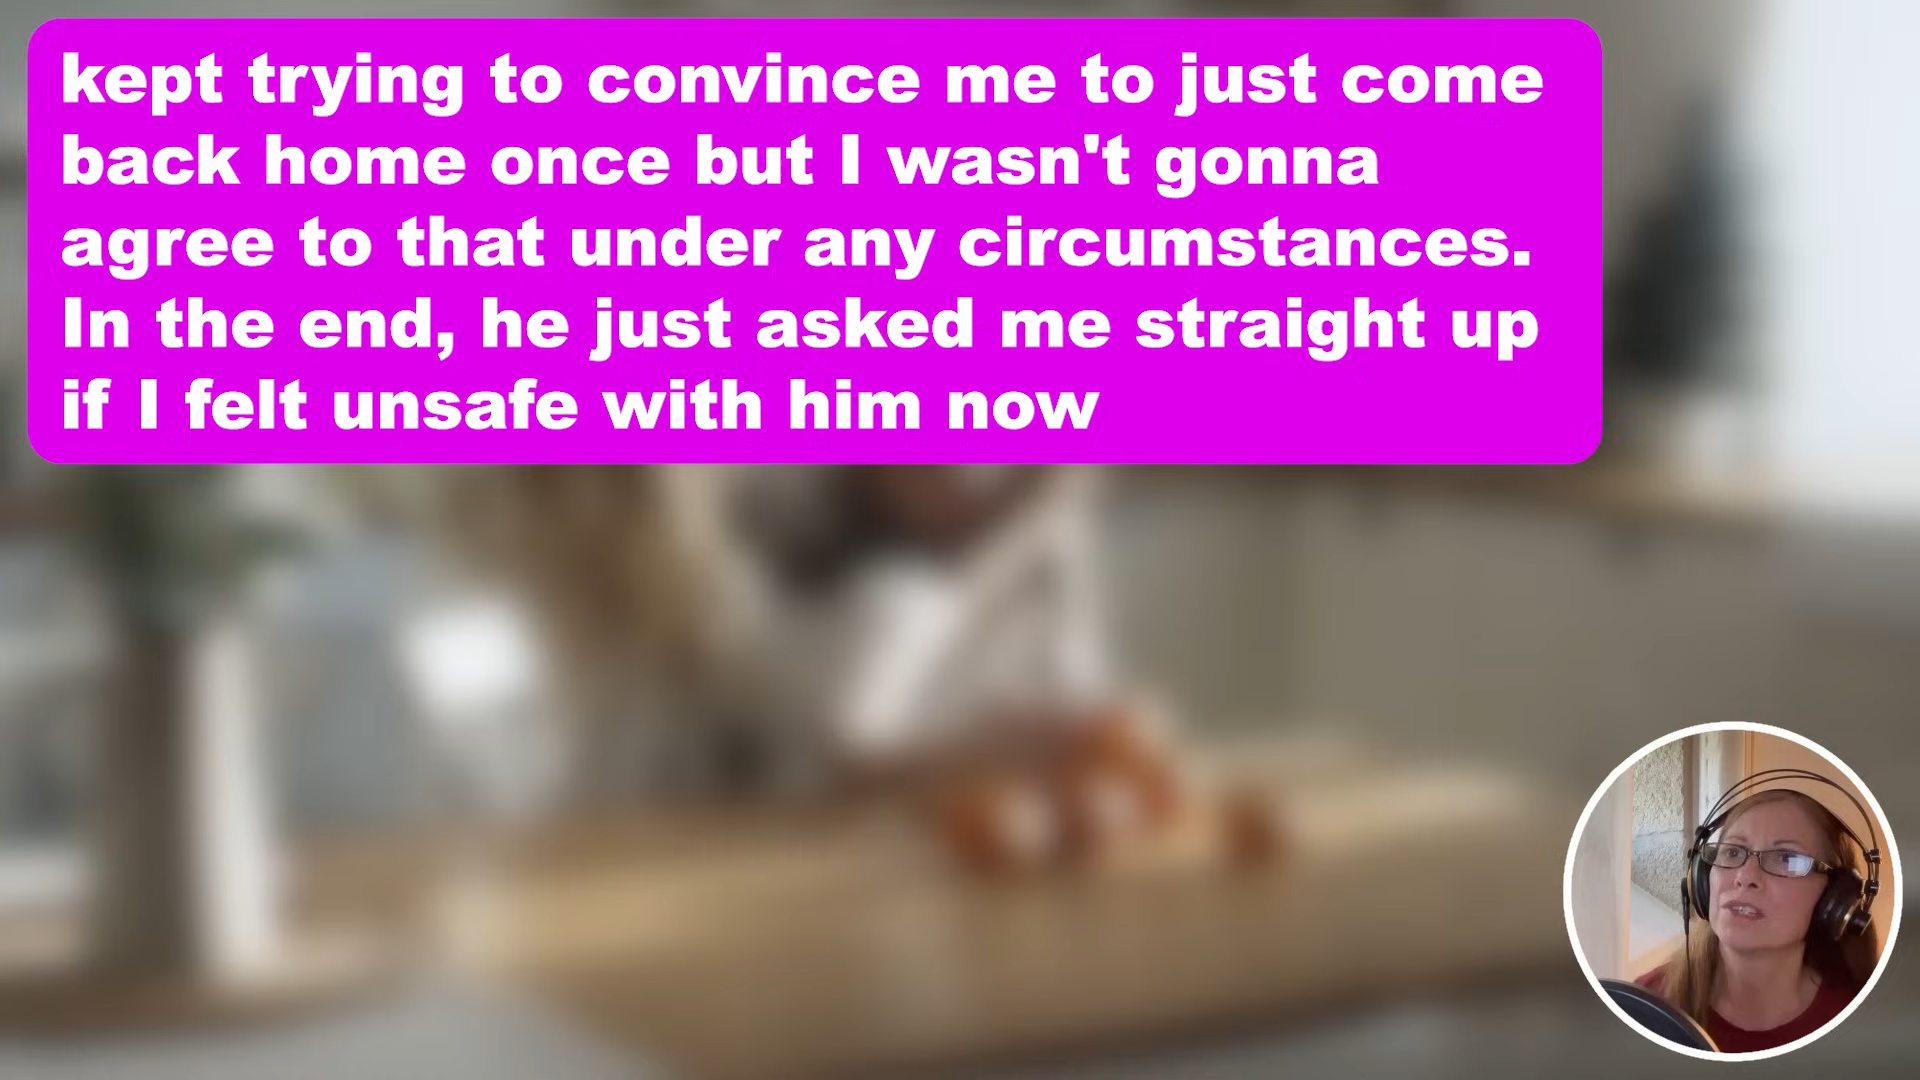 kept trying to convince me to just come
back home once but I wasn't gonna
agree to that under any circumstances.
In the end, he just asked me straight up
if I felt unsafe with him now